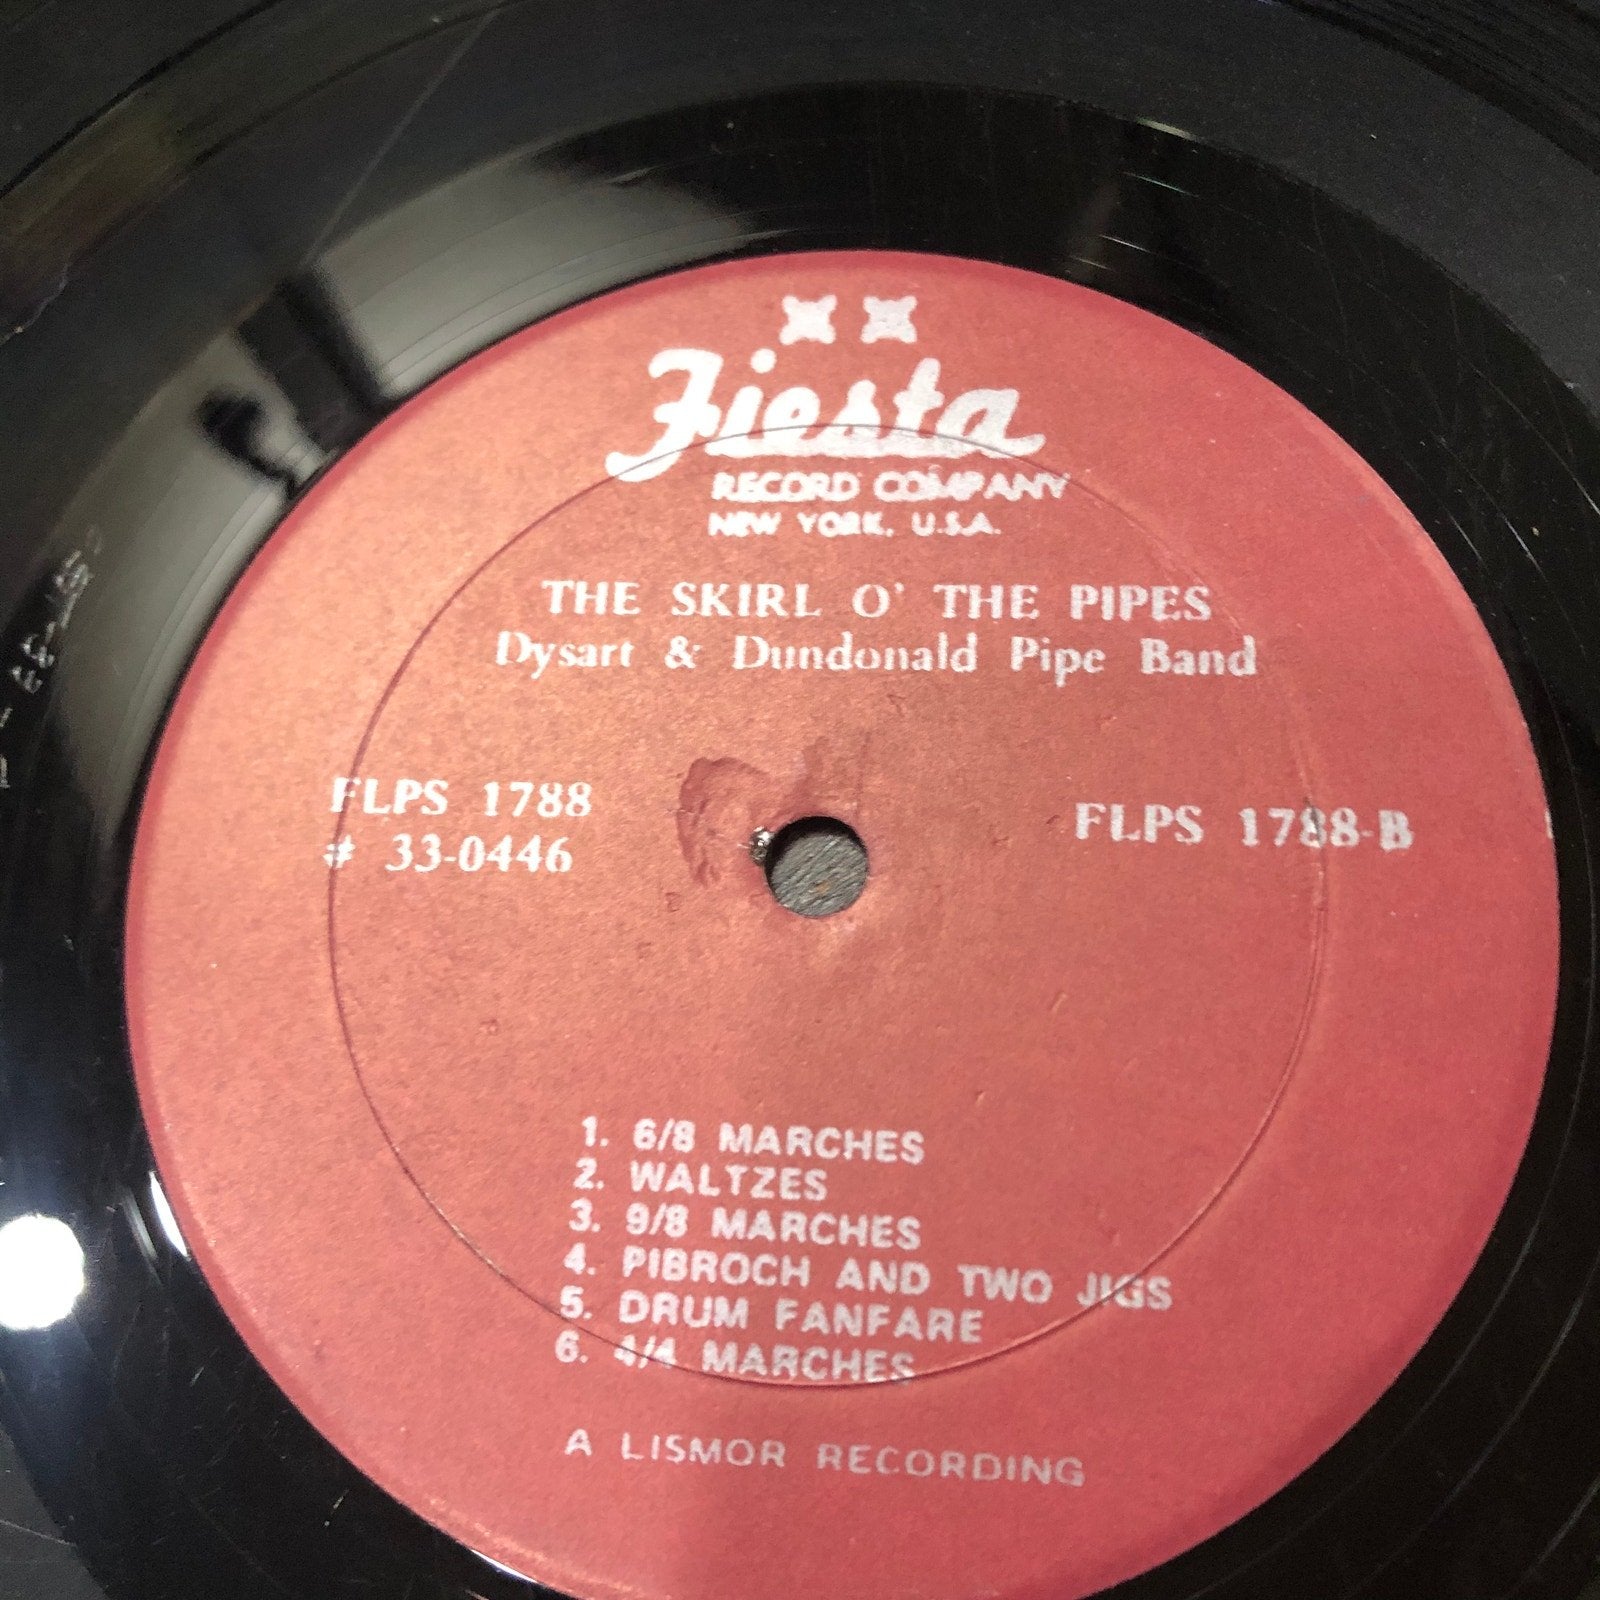 Fiesta
RECORD COMPANY
NEW YORK, U.S.A.
THE SKIRL O' THE PIPES
Dysart & Dundonald Pipe Band
FLPS 1788
# 33-0446
FLPS 1788-B
1. 6/8 MARCHES
2. WALTZES
3. 9/8 MARCHES
4. PIBROCH AND TWO JIGS
5. DRUM FANFARE
6. 4/4 MARCHES
A LISMOR RECORDING